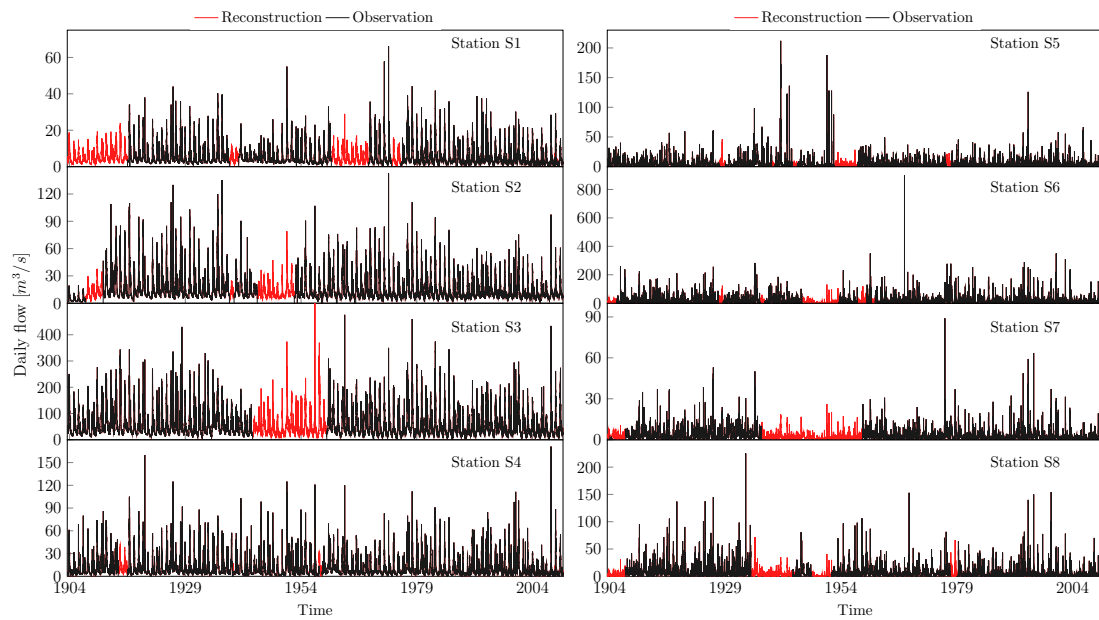 Reconstruction Observation
Reconstruction Observation
Station S1
60
40
20
0
Station S2
120
90
60
30
0
Daily flow [m³/s]
Station S3
400
300
200
100
0
Station S4
150
120
90
60
30
0
1904 1929 1954 1979 2004
Time
Station S5
200
150
100
50
0
Station S6
800
600
400
200
0
Station S7
90
60
30
0
Station S8
200
150
100
50
0
1904 1929 1954 1979 2004
Time